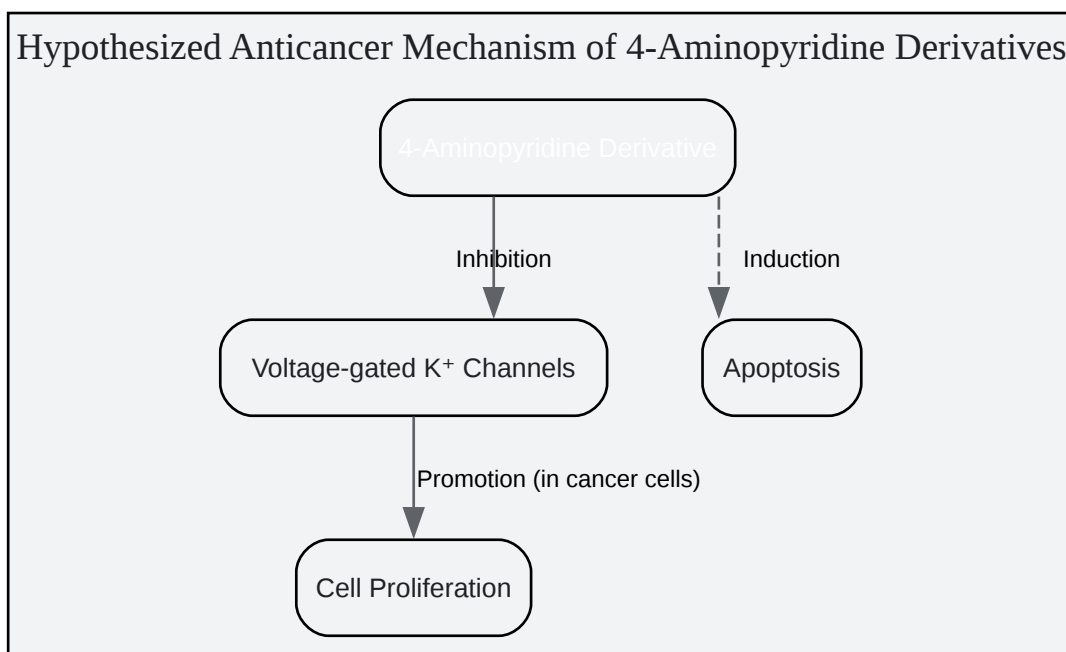 Hypothesized Anticancer Mechanism of 4-Aminopyridine Derivatives
4-Aminopyridine Derivative
Inhibition
Induction
Voltage-gated K⁺ Channels
Apoptosis
Promotion (in cancer cells)
Cell Proliferation